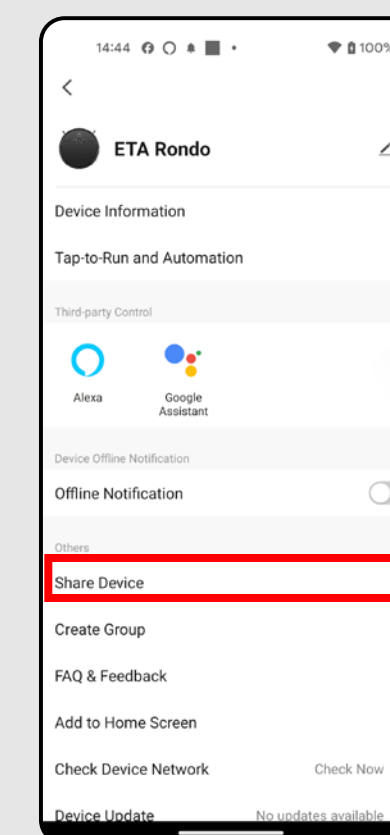 14:44
100%
ETA Rondo
Device Information
Tap-to-Run and Automation
Third-party Control
Alexa
Google
Assistant
Device Offline Notification
Offline Notification
Others
Share Device
Create Group
FAQ & Feedback
Add to Home Screen
Check Device Network Check Now
Device Update No updates available